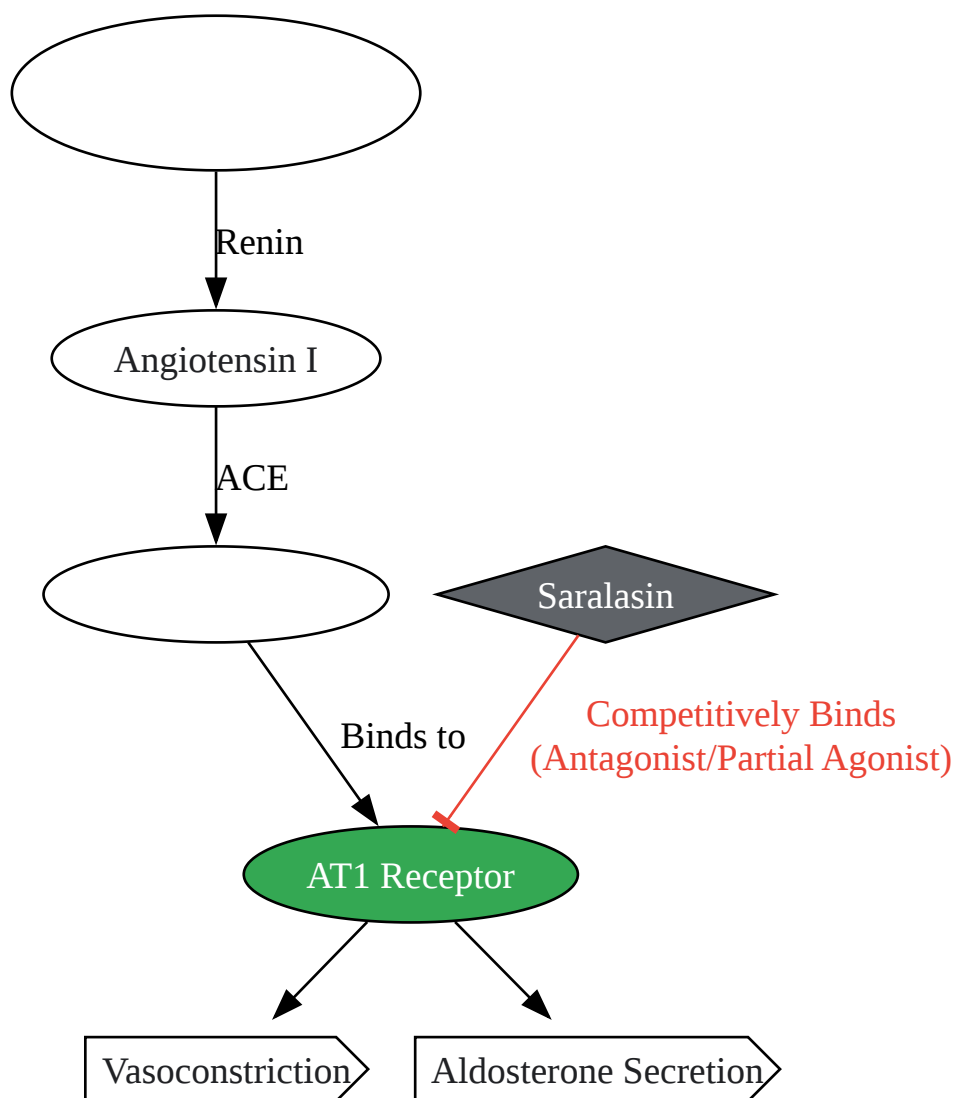 Renin
Angiotensin I
ACE
Saralasin
Competitively Binds
(Antagonist/Partial Agonist)
Binds to
AT1 Receptor
Vasoconstriction
Aldosterone Secretion